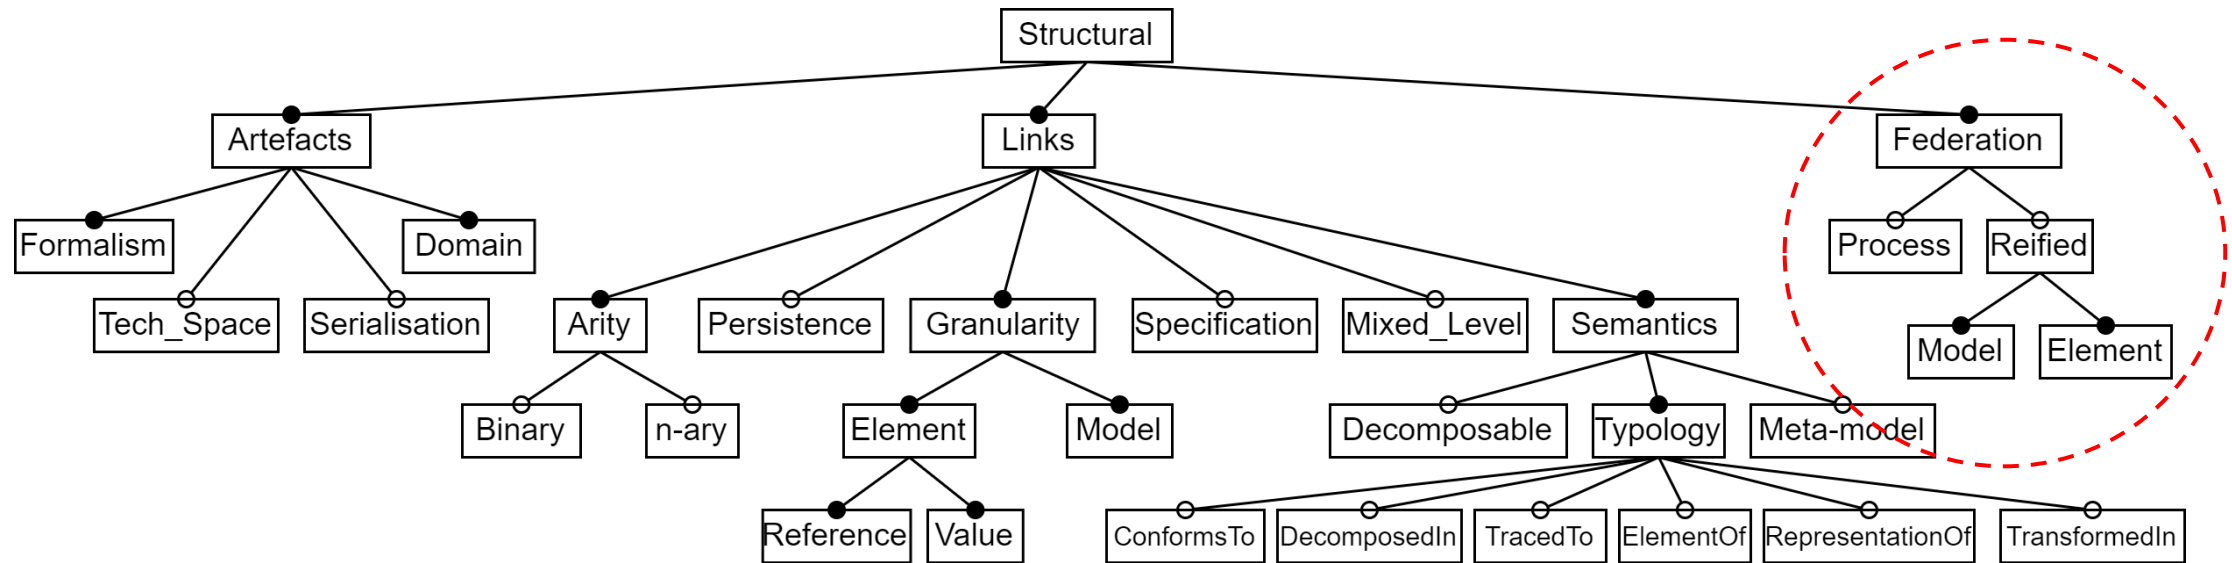 Structural
Artefacts
Links
Federation
Formalism
Domain
Process
Reified
Tech_Space
Serialisation
Arity
Persistence
Granularity
Specification
Mixed_Level
Semantics
Model
Element
Binary
n-ary
Element
Model
Decomposable
Typology
Meta-model
Reference
Value
ConformsTo
DecomposedIn
TracedTo
ElementOf
RepresentationOf
TransformedIn